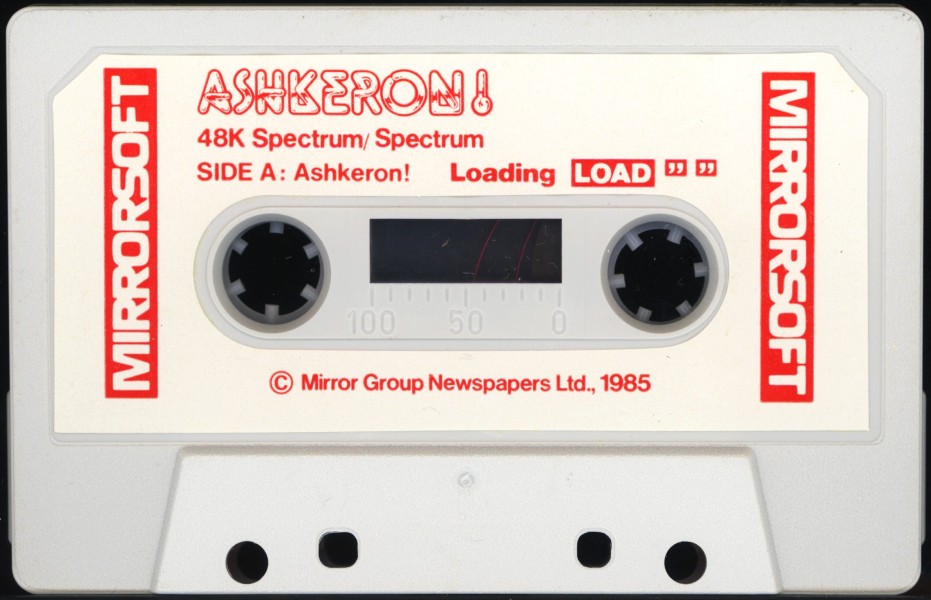 ASHKERON!
48K Spectrum/Spectrum
SIDE A: Ashkeron! Loading LOAD ” ”
MIRRORSOFT
MIRRORSOFT
100 50 0
© Mirror Group Newspapers Ltd., 1985